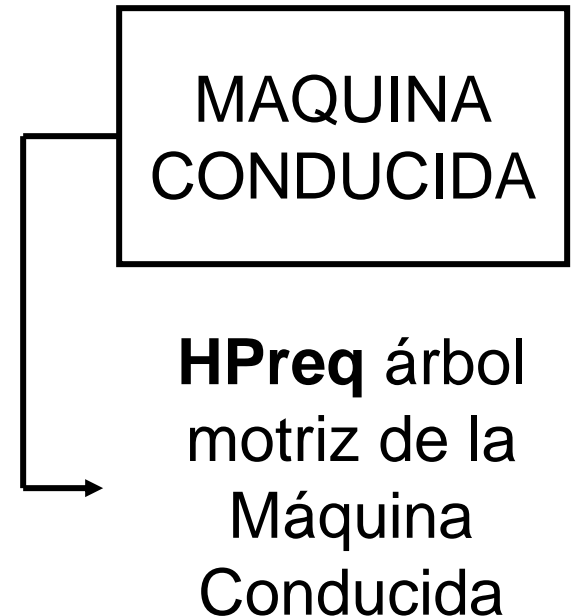 MAQUINA
CONDUCIDA
HPreq árbol
motriz de la
Máquina
Conducida